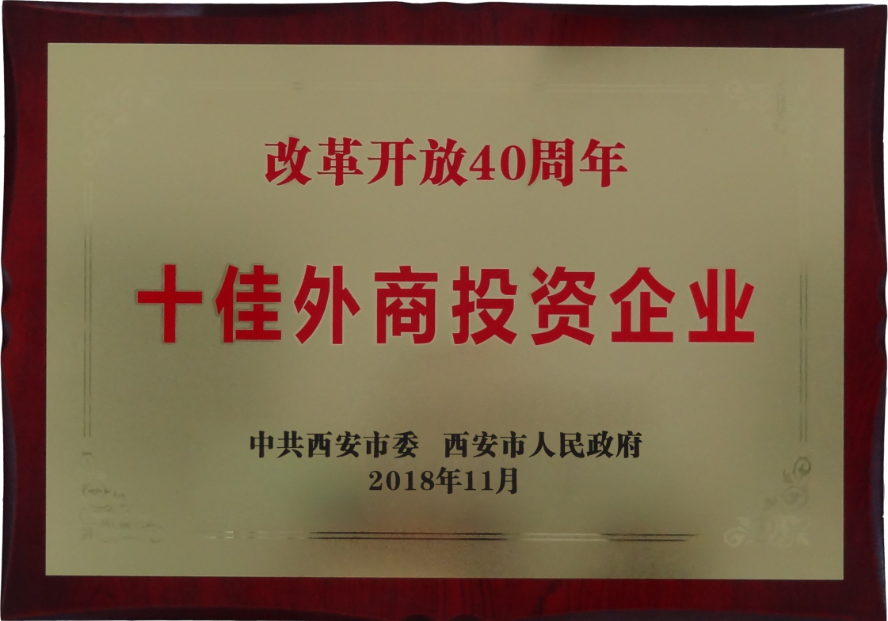 改革开放40周年
十佳外商投资企业
中共西安市委 西安市人民政府
2018年11月